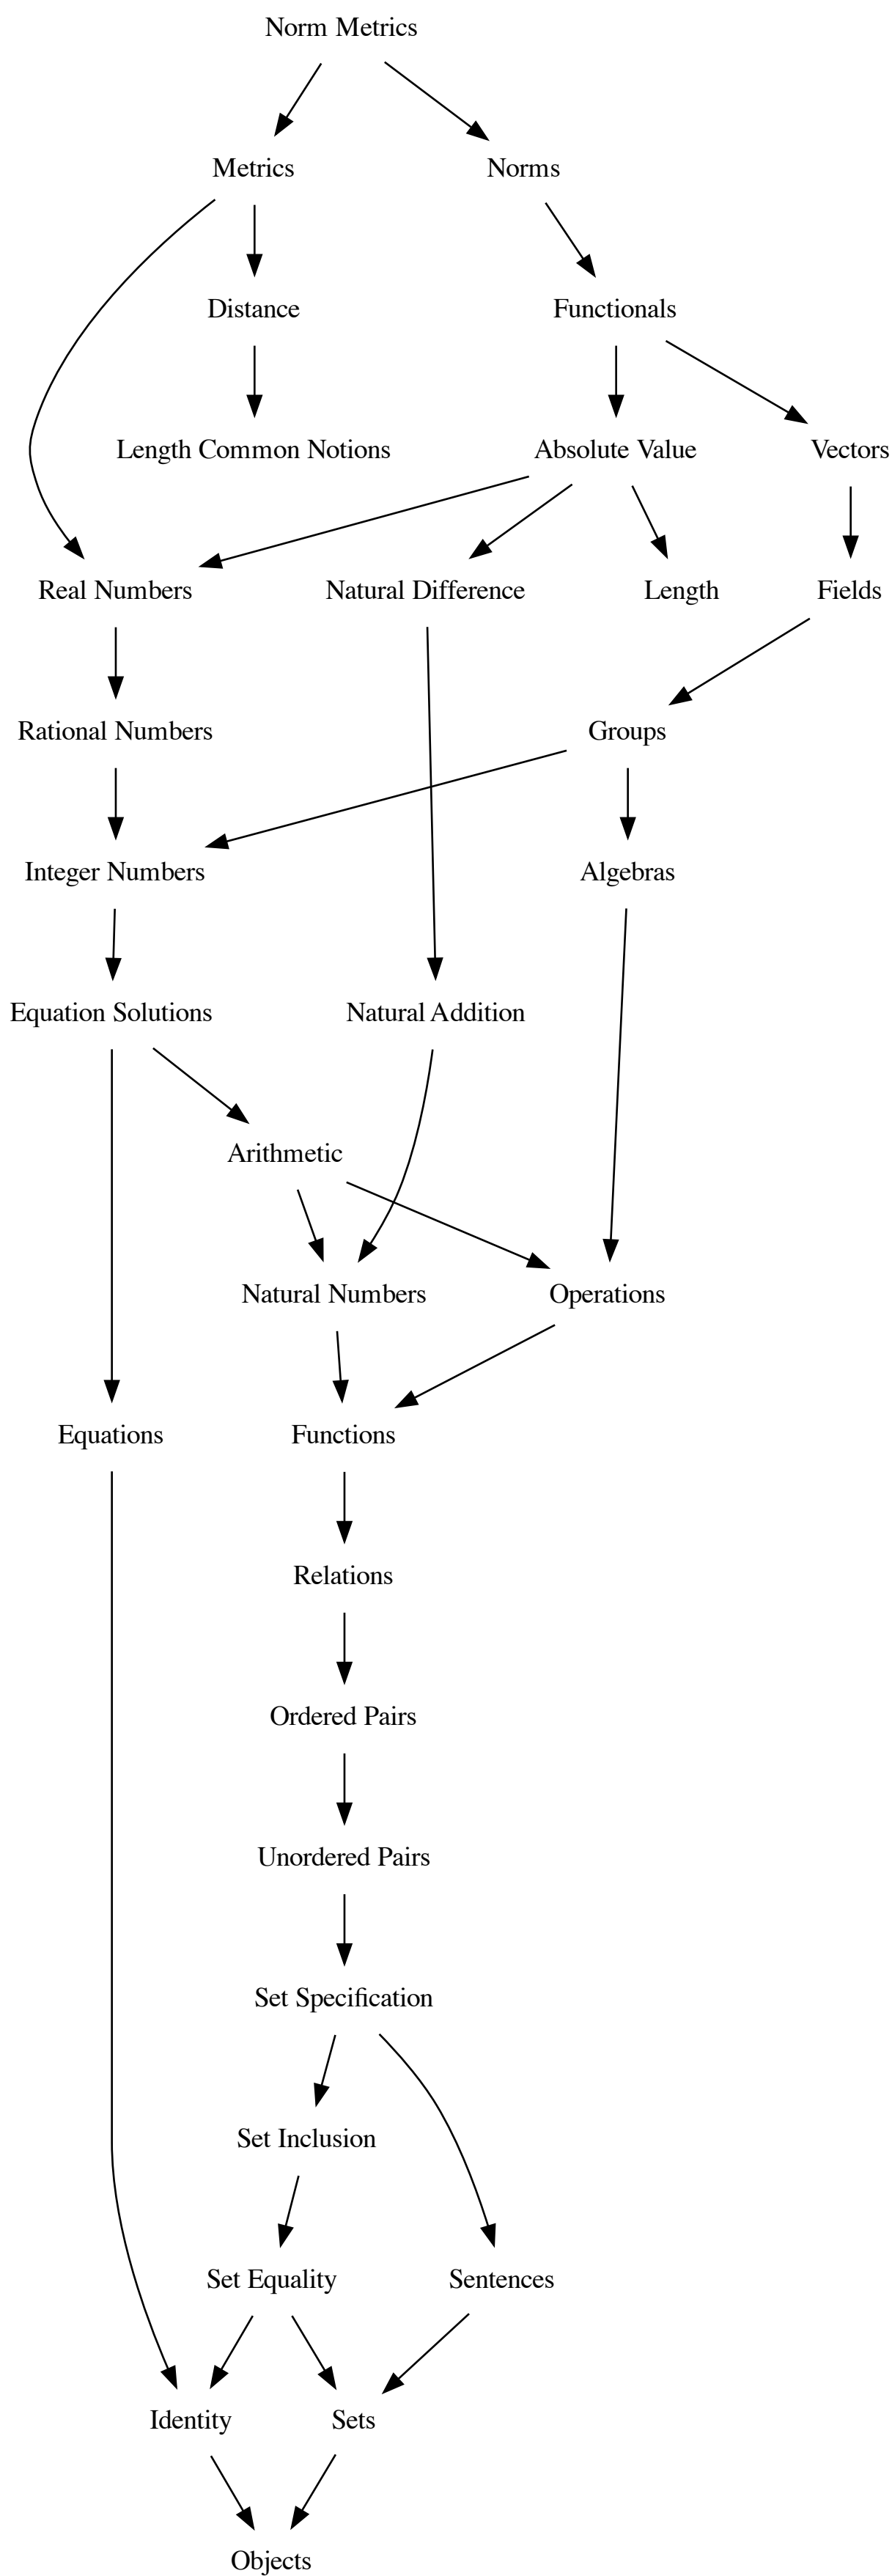 Norm Metrics
Metrics
Norms
Distance
Functionals
Length Common Notions
Absolute Value
Vectors
Real Numbers
Natural Difference
Length
Fields
Rational Numbers
Groups
Integer Numbers
Algebras
Equation Solutions
Natural Addition
Arithmetic
Natural Numbers
Operations
Equations
Functions
Relations
Ordered Pairs
Unordered Pairs
Set Specification
Set Inclusion
Set Equality
Sentences
Identity
Sets
Objects